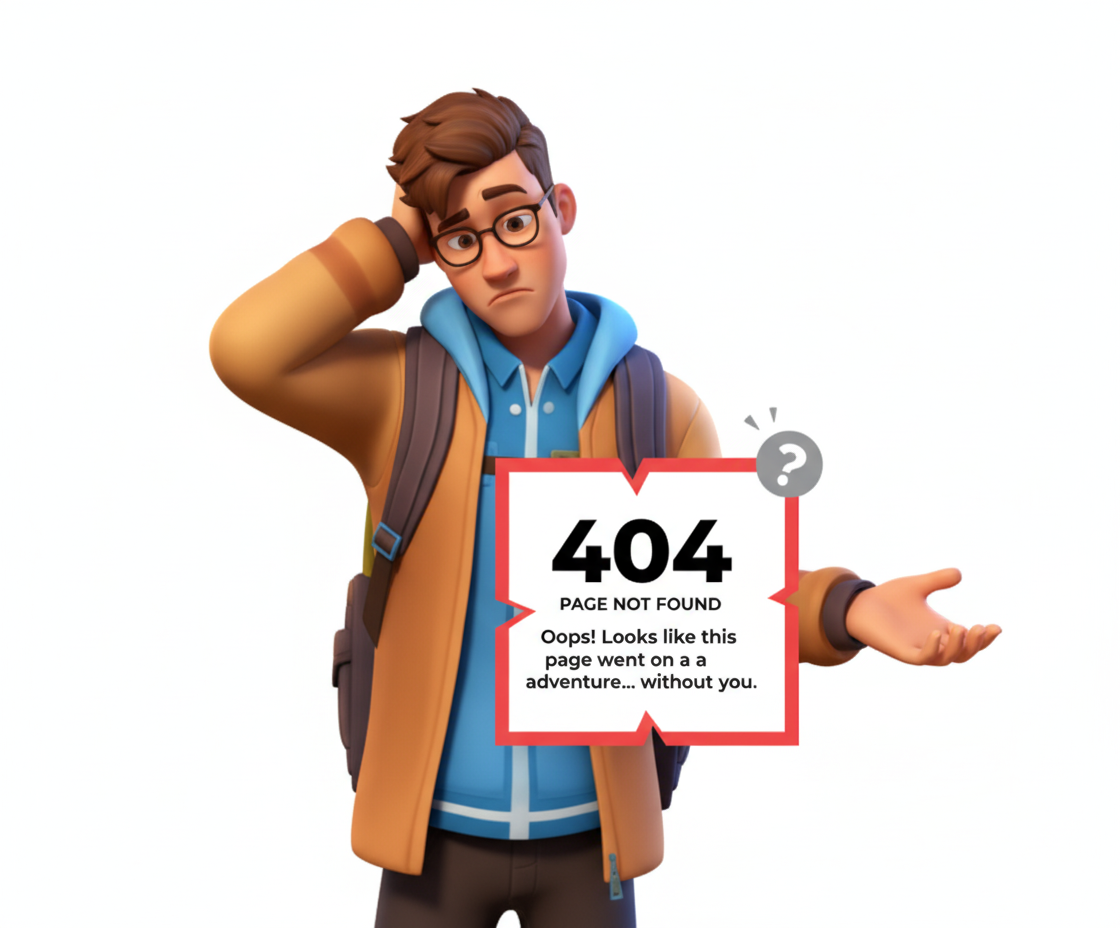 ?
404
PAGE NOT FOUND
Oops! Looks like this
page went on a a
adventure... without you.